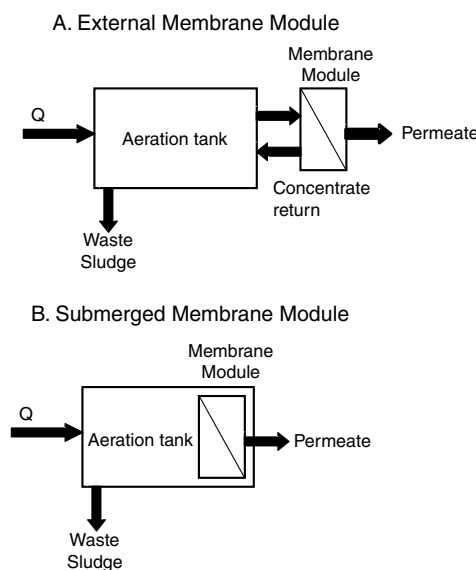 A. External Membrane Module
Membrane
Module
Q
Aeration tank
Permeate
Concentrate
return
Waste
Sludge
B. Submerged Membrane Module
Membrane
Module
Q
Aeration tank
Permeate
Waste
Sludge